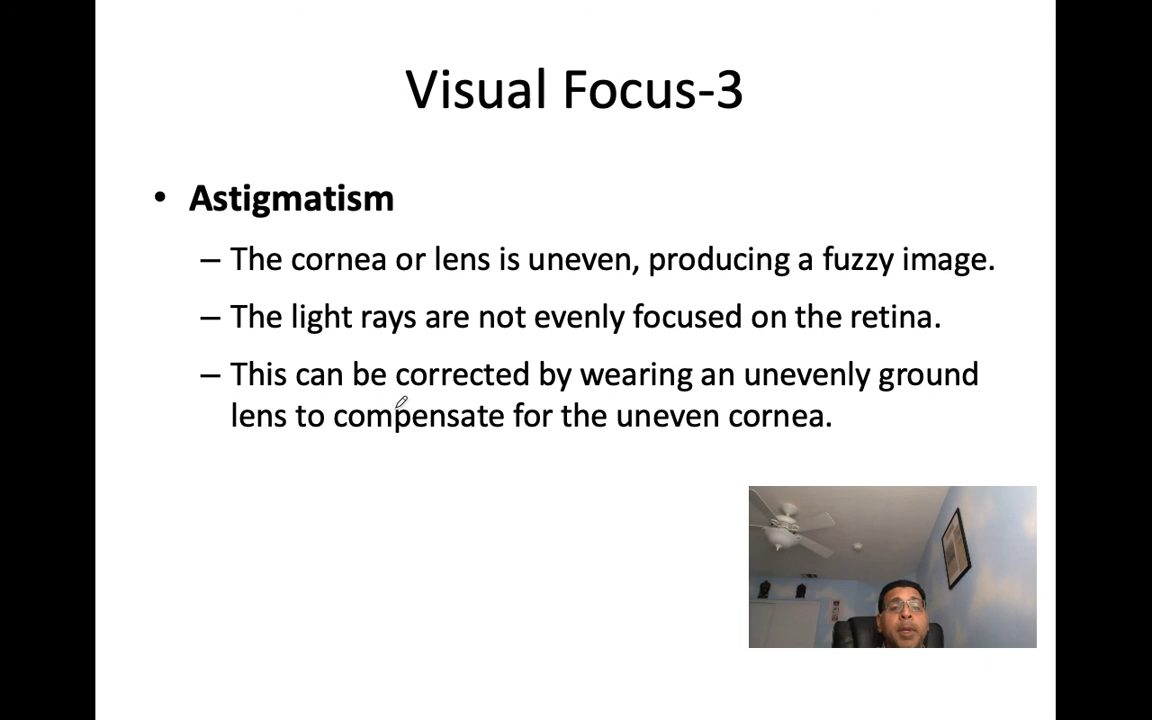 Visual Focus-3
• Astigmatism
– The cornea or lens is uneven, producing a fuzzy image.
– The light rays are not evenly focused on the retina.
– This can be corrected by wearing an unevenly ground
lens to compensate for the uneven cornea.